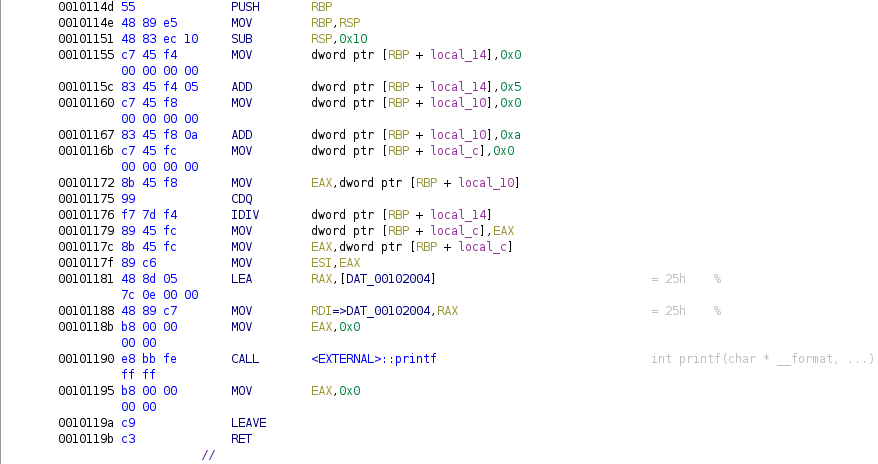 0010114d 55 PUSH RBP
0010114e 48 89 e5 MOV RBP,RSP
00101151 48 83 ec 10 SUB RSP,0x10
00101155 c7 45 f4 MOV dword ptr [RBP + local_14],0x0
00 00 00 00
0010115c 83 45 f4 05 ADD dword ptr [RBP + local_14],0x5
00101160 c7 45 f8 MOV dword ptr [RBP + local_10],0x0
00 00 00 00
00101167 83 45 f8 0a ADD dword ptr [RBP + local_10],0xa
0010116b c7 45 fc MOV dword ptr [RBP + local_c],0x0
00 00 00 00
00101172 8b 45 f8 MOV EAX,dword ptr [RBP + local_10]
00101175 99 CDQ
00101176 f7 7d f4 IDIV dword ptr [RBP + local_14]
00101179 89 45 fc MOV dword ptr [RBP + local_c],EAX
0010117c 8b 45 fc MOV EAX,dword ptr [RBP + local_c]
0010117f 89 c6 MOV ESI,EAX
00101181 48 8d 05 LEA RAX,[DAT_00102004] = 25h %
7c 0e 00 00
00101188 48 89 c7 MOV RDI=>DAT_00102004,RAX = 25h %
0010118b b8 00 00 MOV EAX,0x0
00 00
00101190 e8 bb fe CALL <EXTERNAL>::printf int printf(char * __format, ...)
ff ff
00101195 b8 00 00 MOV EAX,0x0
00 00
0010119a c9 LEAVE
0010119b c3 RET
//